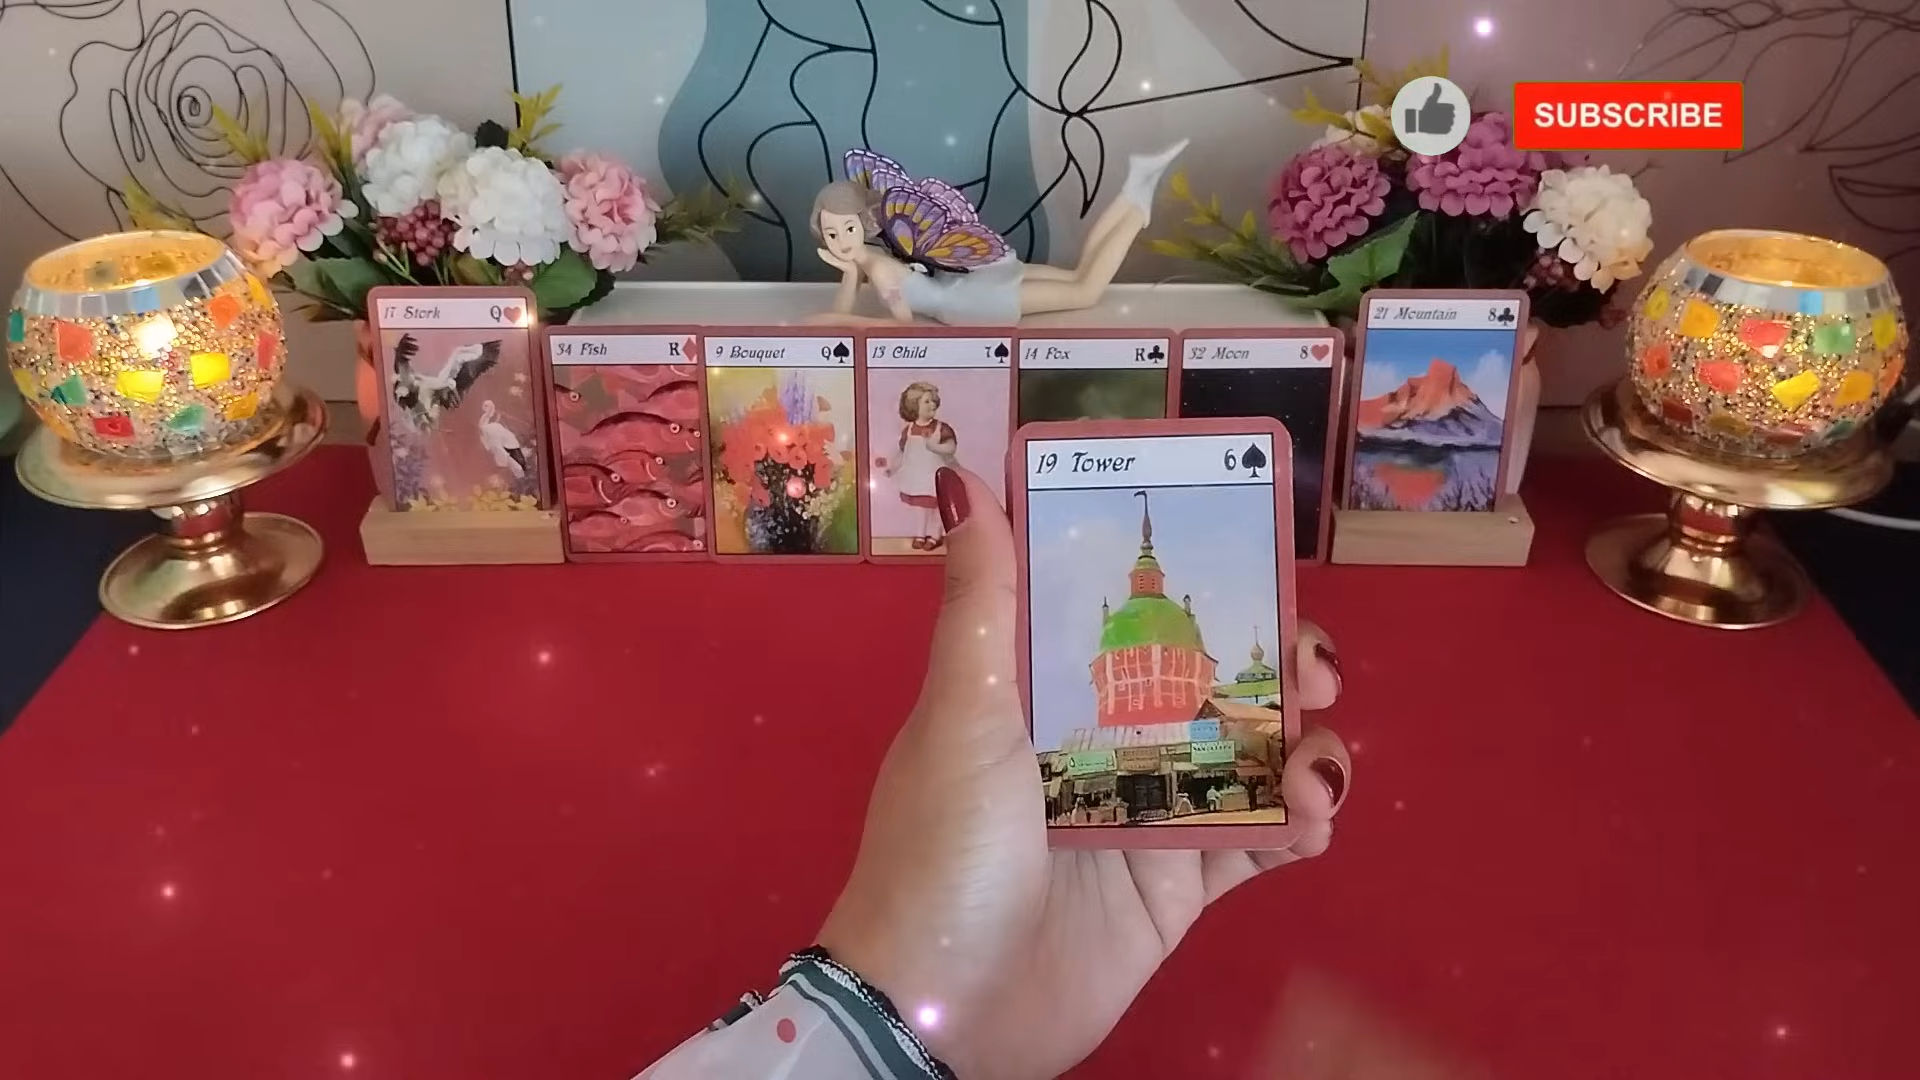 SUBSCRIBE
17 Stork Q
34 Fish K
9 Bouquet Q
13 Child 7
14 Fox K
32 Moon 8
21 Mountain 8
19 Tower 6